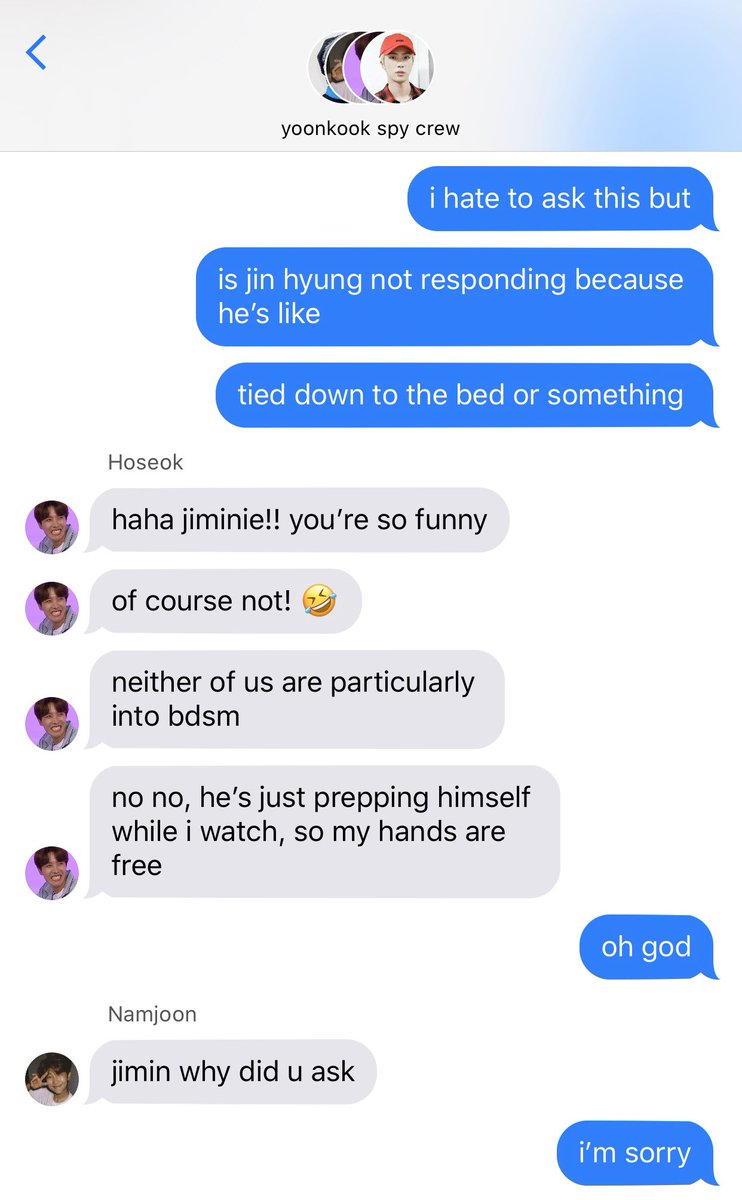 yoonkook spy crew
i hate to ask this but
is jin hyung not responding because
he’s like
tied down to the bed or something
Hoseok
haha jiminie!! you’re so funny
of course not! 🤣
neither of us are particularly
into bdsm
no no, he’s just prepping himself
while i watch, so my hands are
free
oh god
Namjoon
jimin why did u ask
i’m sorry